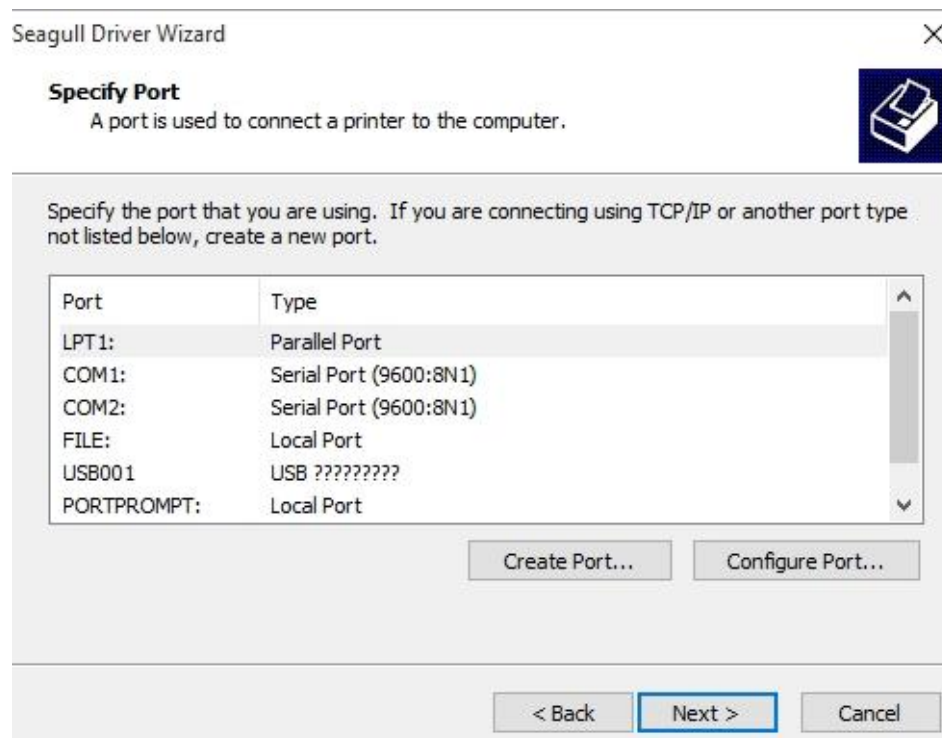 Seagull Driver Wizard
Specify Port
A port is used to connect a printer to the computer.
Specify the port that you are using. If you are connecting using TCP/IP or another port type
not listed below, create a new port.
Port Type
LPT1: Parallel Port
COM1: Serial Port (9600:8N1)
COM2: Serial Port (9600:8N1)
FILE: Local Port
USB001 USB ?????????
PORTPROMPT: Local Port
Create Port... Configure Port...
< Back Next > Cancel